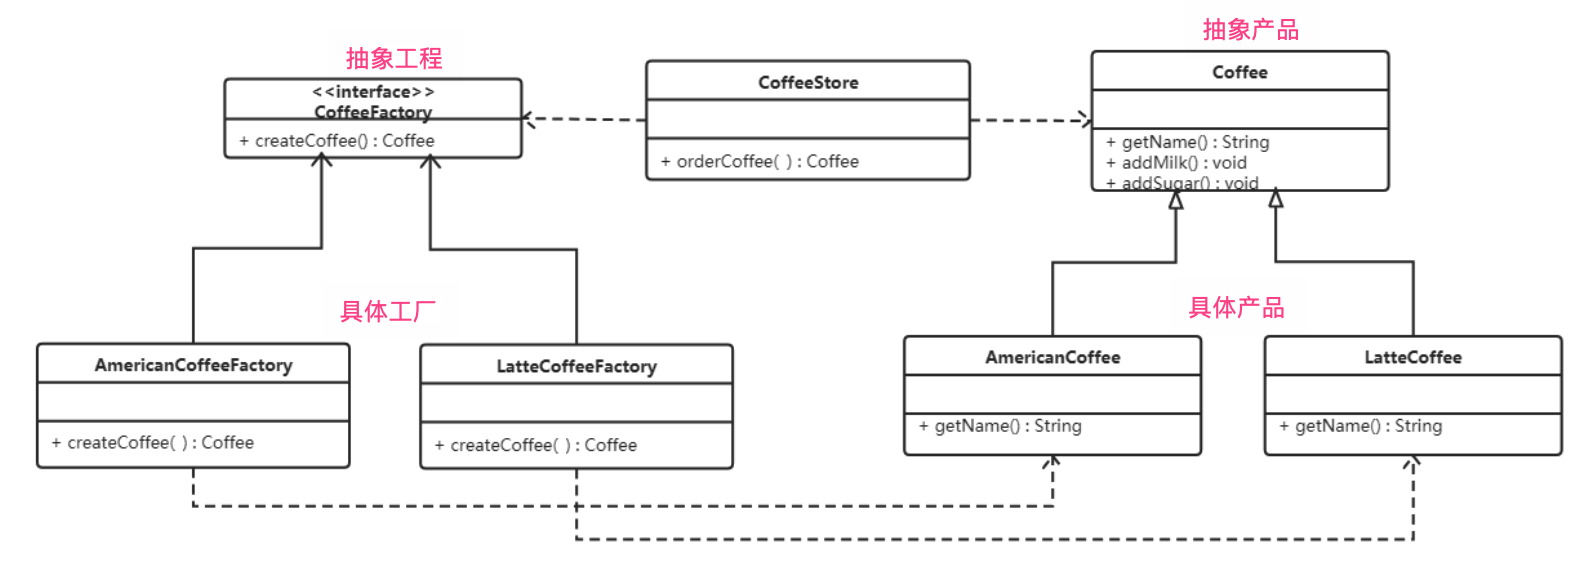 抽象工程
<<interface>>
CoffeeFactory
+ createCoffee() : Coffee
CoffeeStore
+ orderCoffee( ) : Coffee
抽象产品
Coffee
+ getName() : String
+ addMilk() : void
+ addSugar() : void
具体工厂
AmericanCoffeeFactory
+ createCoffee( ) : Coffee
LatteCoffeeFactory
+ createCoffee( ) : Coffee
具体产品
AmericanCoffee
+ getName() : String
LatteCoffee
+ getName() : String